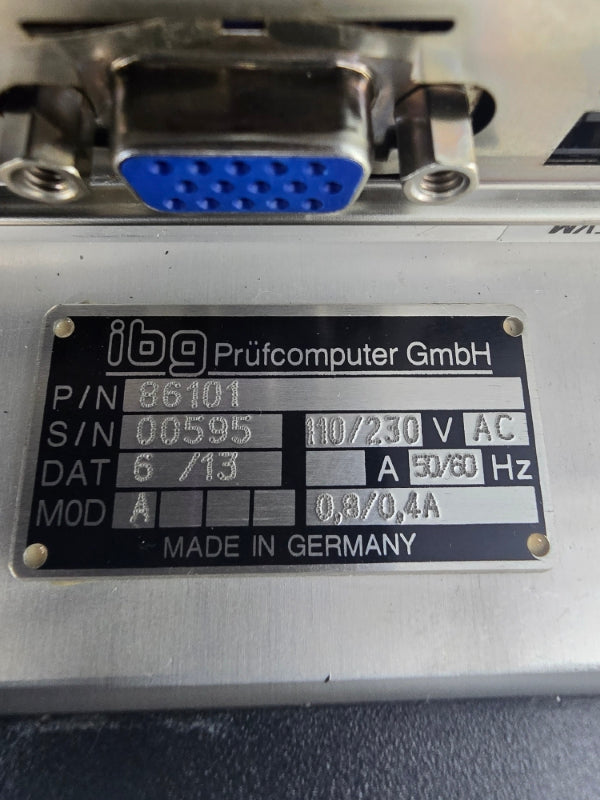 ibg Prüfcomputer GmbH
P/N 86101
S/N 00595 110/230 V AC
DAT 6 /13 A 50/60 Hz
MOD A 0,8/0,4A
MADE IN GERMANY